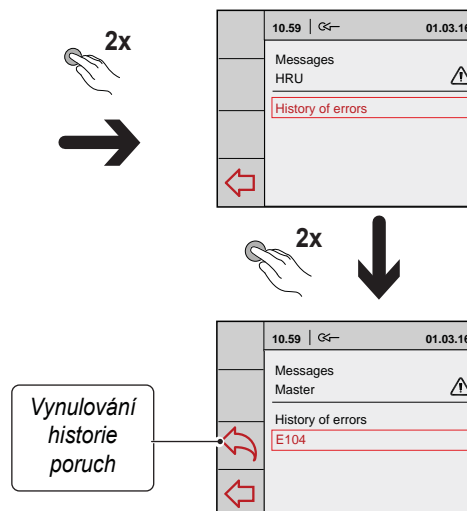 2x
10.59
01.03.16
Messages
HRU
History of errors
2x
10.59
01.03.16
Messages
Master
History of errors
E104
Vynulování
historie
poruch